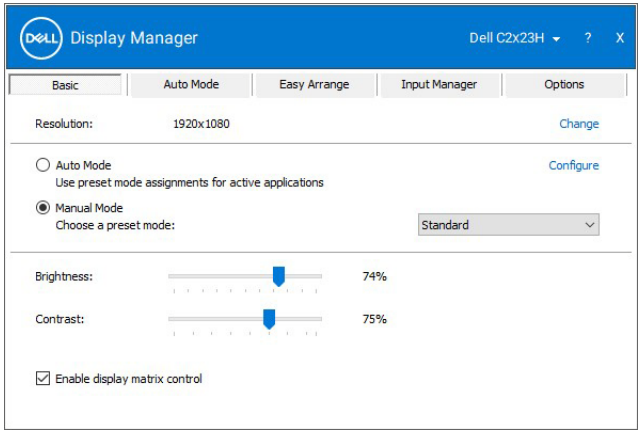 DELL Display Manager Dell C2x23H ? X
Basic Auto Mode Easy Arrange Input Manager Options
Resolution: 1920x1080 Change
Auto Mode Configure
Use preset mode assignments for active applications
Manual Mode
Choose a preset mode: Standard
Brightness: 74%
Contrast: 75%
Enable display matrix control